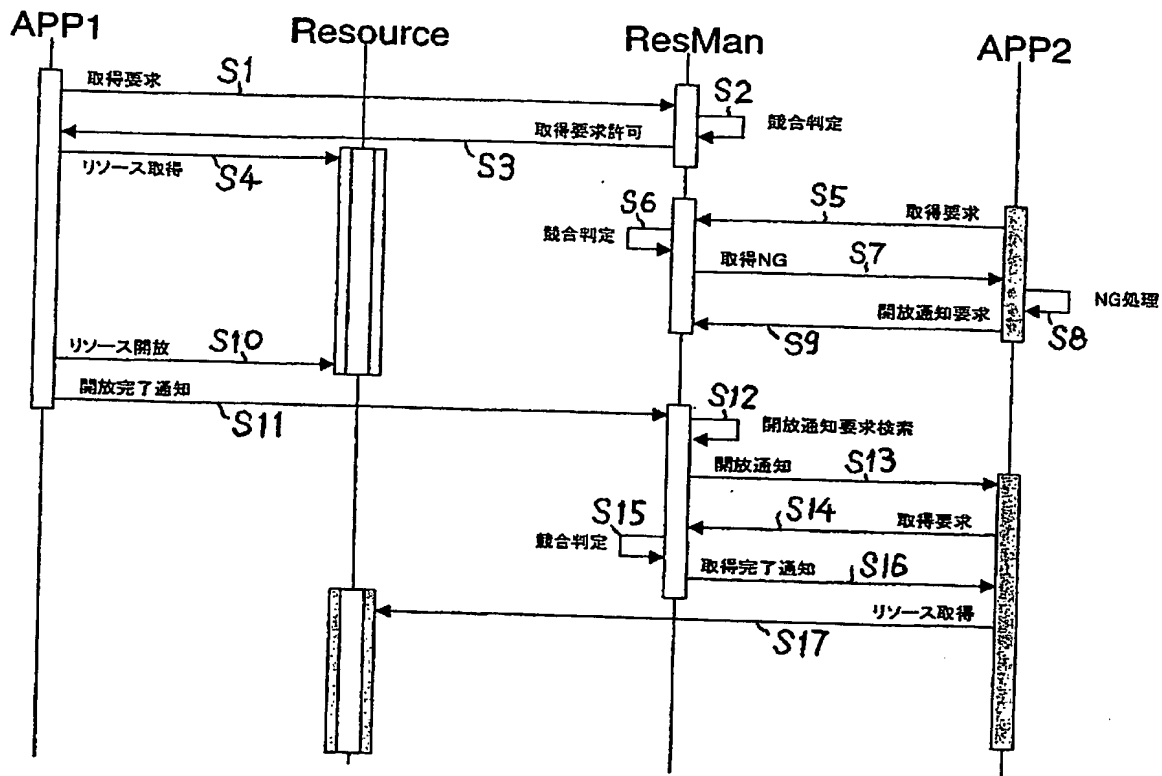 APP1
Resource
ResMan
APP2
取得要求
S1
S2
競合判定
取得要求許可
S3
リソース取得
S4
S5
取得要求
S6
競合判定
取得NG
S7
NG処理
S8
開放通知要求
S9
リソース開放
S10
開放完了通知
S11
S12
開放通知要求検索
開放通知
S13
S14
取得要求
S15
競合判定
取得完了通知
S16
リソース取得
S17